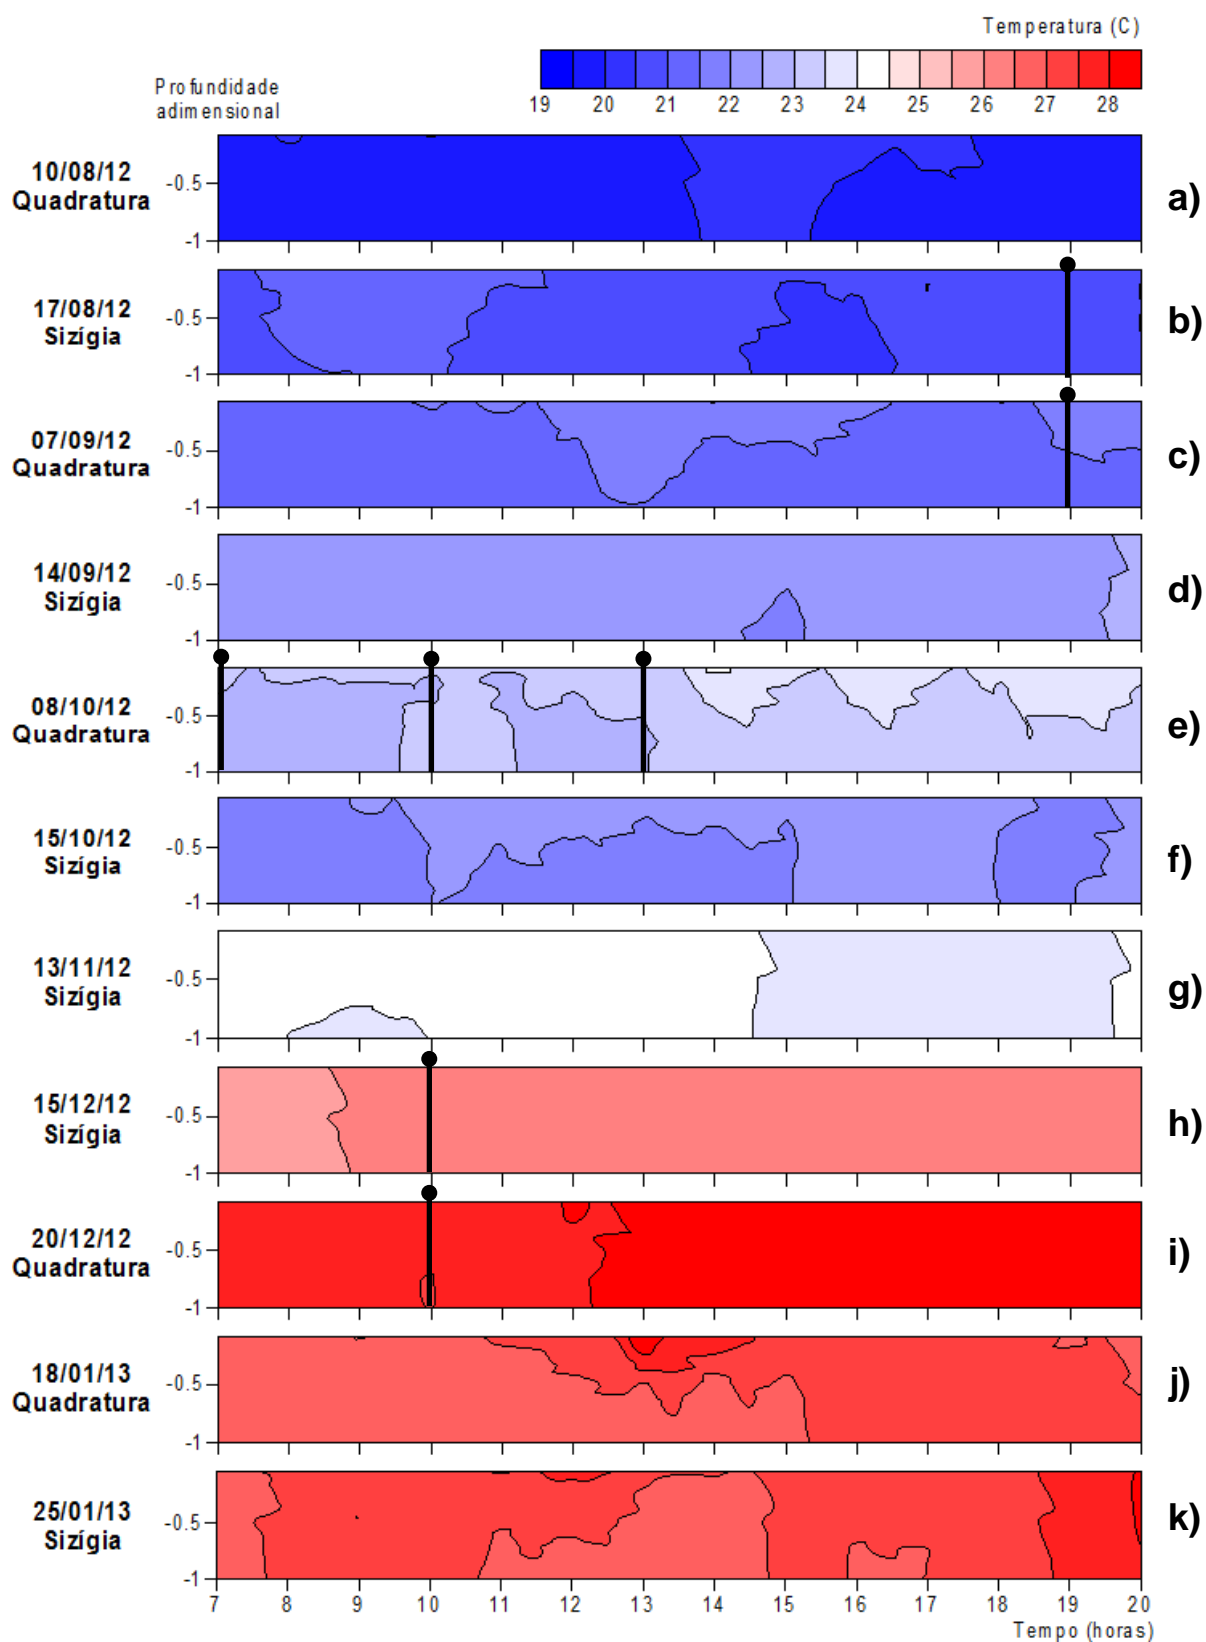 Temperatura (C)
19 20 21 22 23 24 25 26 27 28
Profundidade
adimensional
10/08/12
Quadratura
-0.5
-1
a)
17/08/12
Sizígia
-0.5
-1
b)
07/09/12
Quadratura
-0.5
-1
c)
14/09/12
Sizígia
-0.5
-1
d)
08/10/12
Quadratura
-0.5
-1
e)
15/10/12
Sizígia
-0.5
-1
f)
13/11/12
Sizígia
-0.5
-1
g)
15/12/12
Sizígia
-0.5
-1
h)
20/12/12
Quadratura
-0.5
-1
i)
18/01/13
Quadratura
-0.5
-1
j)
25/01/13
Sizígia
-0.5
-1
k)
7 8 9 10 11 12 13 14 15 16 17 18 19 20
Tempo (horas)